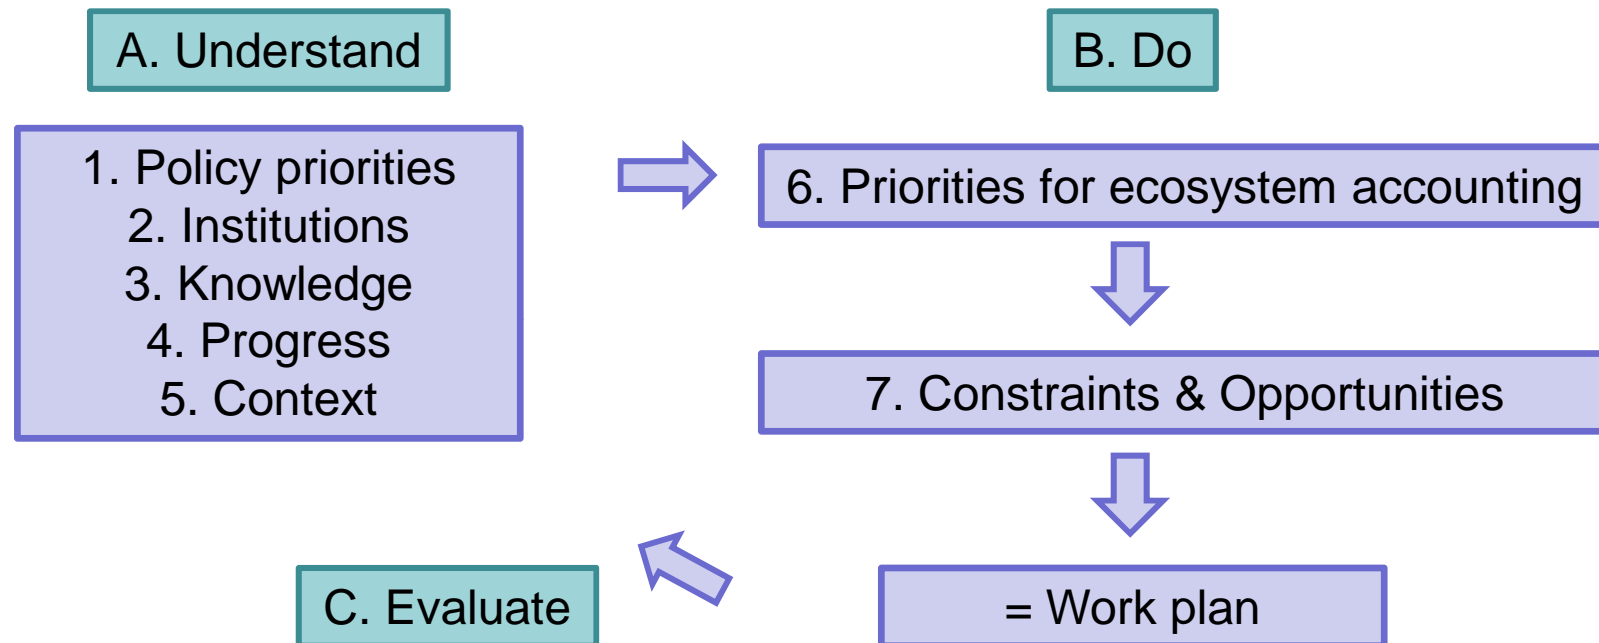 A. Understand
1. Policy priorities
2. Institutions
3. Knowledge
4. Progress
5. Context
B. Do
6. Priorities for ecosystem accounting
7. Constraints & Opportunities
= Work plan
C. Evaluate